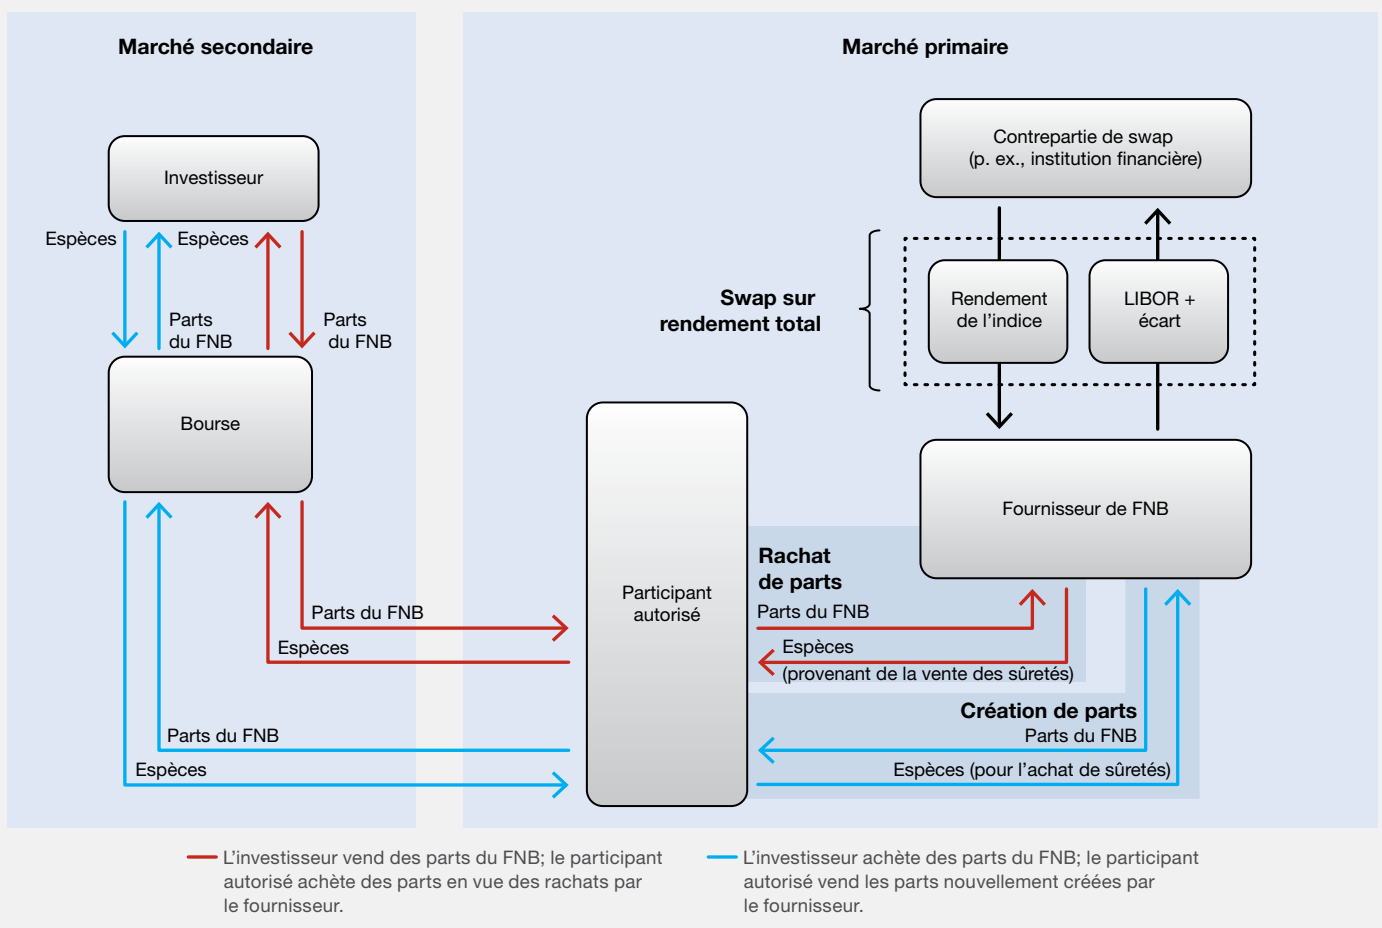 Marché secondaire
Marché primaire
Contrepartie de swap
(p. ex., institution financière)
Investisseur
Espèces
Espèces
Parts
du FNB
Parts
du FNB
Swap sur
rendement total
Rendement
de l’indice
LIBOR +
écart
Bourse
Fournisseur de FNB
Participant
autorisé
Rachat
de parts
Parts du FNB
Parts du FNB
Espèces
Espèces
(provenant de la vente des sûretés)
Création de parts
Parts du FNB
Parts du FNB
Espèces
Espèces (pour l’achat de sûretés)
L’investisseur vend des parts du FNB; le participant
autorisé achète des parts en vue des rachats par
le fournisseur.
L’investisseur achète des parts du FNB; le participant
autorisé vend les parts nouvellement créées par
le fournisseur.